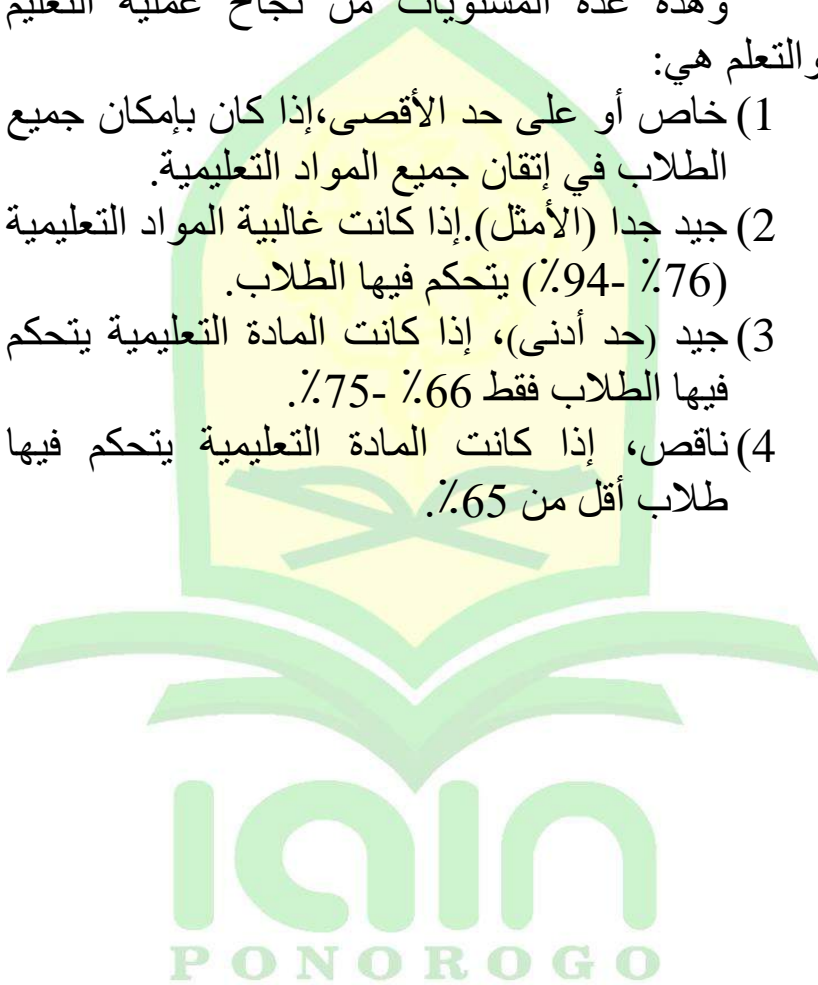 وهذه عدة المستويات من نجاح عملية التعليم
والتعلم هي:
1) خاص أو على حد الأقصى،إذا كان بإمكان جميع
الطلاب في إتقان جميع المواد التعليمية.
2) جيد جدا (الأمثل).إذا كانت غالبية المواد التعليمية
(76٪ -94٪) يتحكم فيها الطلاب.
3) جيد (حد أدنى)، إذا كانت المادة التعليمية يتحكم
فيها الطلاب فقط 66٪ -75٪.
4) ناقص، إذا كانت المادة التعليمية يتحكم فيها
طلاب أقل من 65٪.
iain
PONOROGO